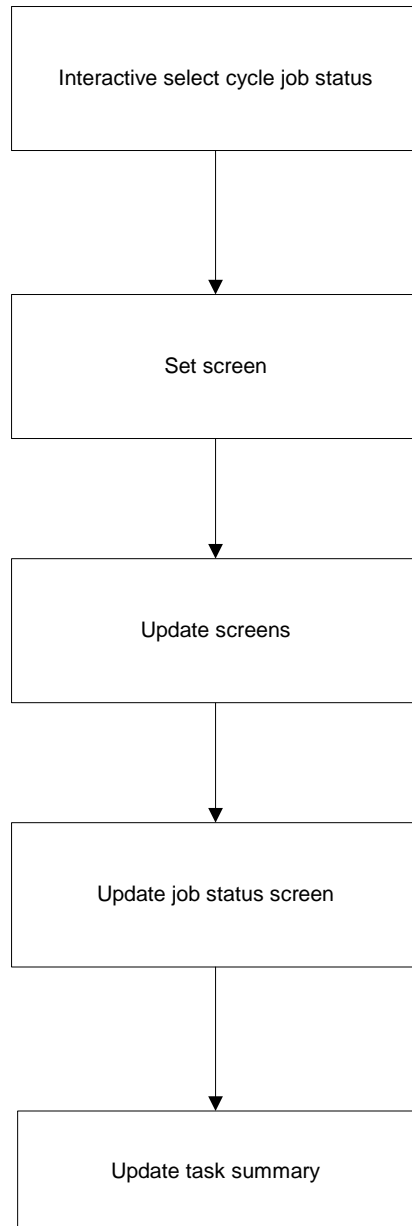 Interactive select cycle job status
Set screen
Update screens
Update job status screen
Update task summary